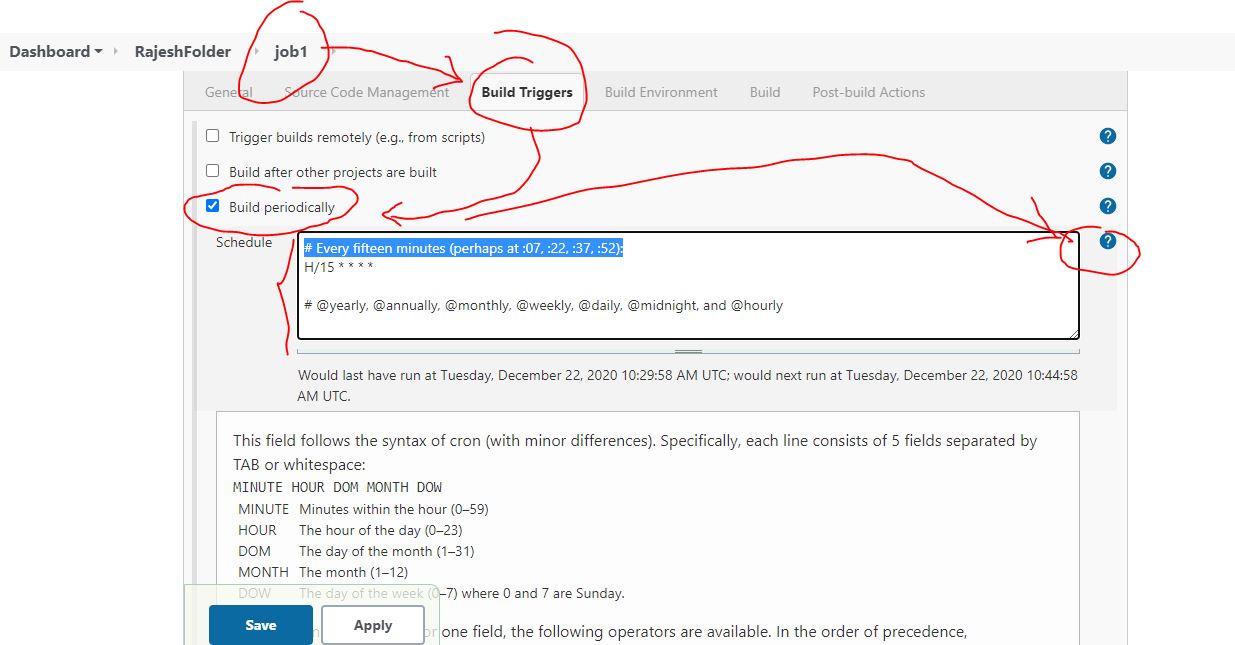 Dashboard RajeshFolder job1
General Source Code Management Build Triggers Build Environment Build Post-build Actions
Trigger builds remotely (e.g., from scripts)
Build after other projects are built
Build periodically
Schedule
# Every fifteen minutes (perhaps at :07, :22, :37, :52):
H/15 * * * *
# @yearly, @annually, @monthly, @weekly, @daily, @midnight, and @hourly
Would last have run at Tuesday, December 22, 2020 10:29:58 AM UTC; would next run at Tuesday, December 22, 2020 10:44:58
AM UTC.
This field follows the syntax of cron (with minor differences). Specifically, each line consists of 5 fields separated by
TAB or whitespace:
MINUTE HOUR DOM MONTH DOW
MINUTE Minutes within the hour (0–59)
HOUR The hour of the day (0–23)
DOM The day of the month (1–31)
MONTH The month (1–12)
DOW The day of the week (0–7) where 0 and 7 are Sunday.
Save Apply one field, the following operators are available. In the order of precedence,